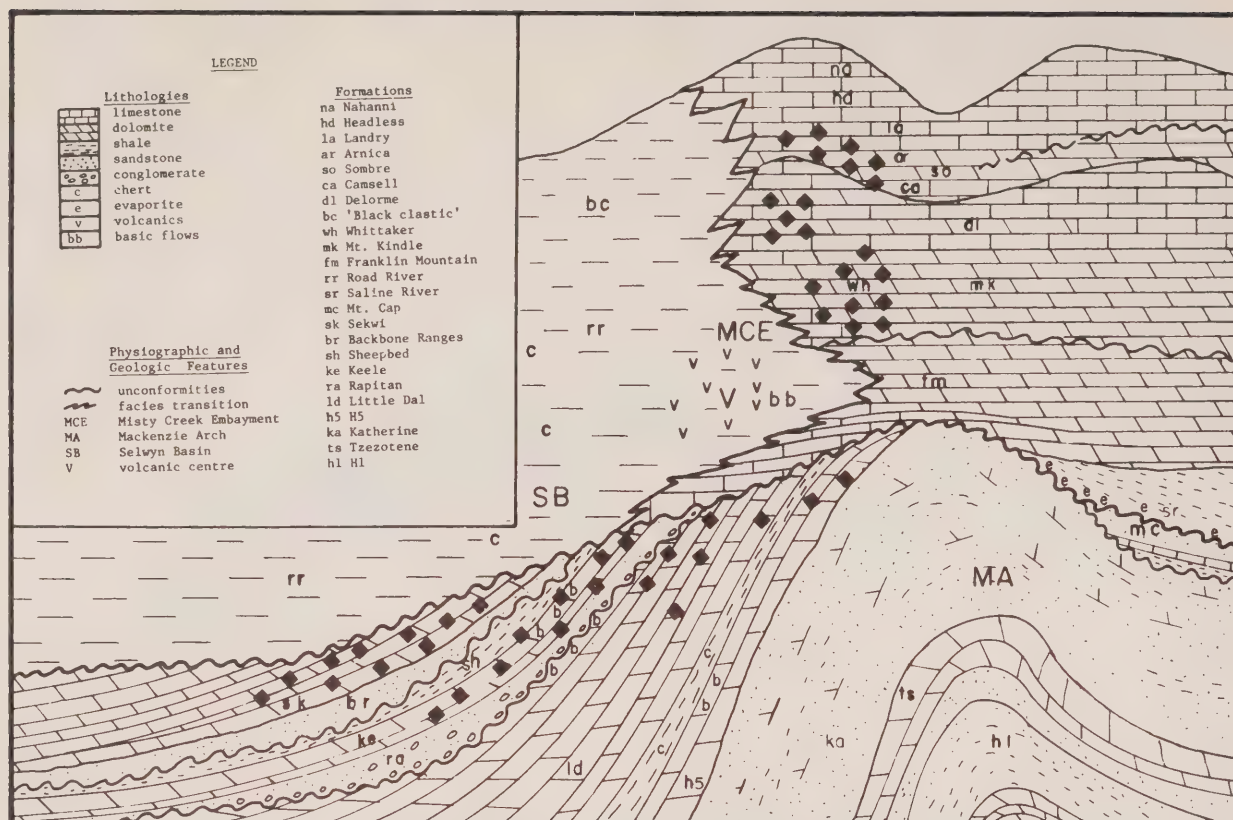 LEGEND
Lithologies
limestone
dolomite
shale
sandstone
conglomerate
c chert
e evaporite
v volcanics
bb basic flows
Formations
na Nahanni
hd Headless
la Landry
ar Arnica
so Sombre
ca Camsell
dl Delorme
bc 'Black clastic'
wh Whittaker
mk Mt. Kindle
fm Franklin Mountain
rr Road River
sr Saline River
mc Mt. Cap
sk Sekwi
br Backbone Ranges
sh Sheepbed
ke Keele
ra Rapitan
ld Little Dal
h5 H5
ka Katherine
ts Tzezotene
hl Hl
Physiographic and
Geologic Features
unconformities
facies transition
MCE Misty Creek Embayment
MA Mackenzie Arch
SB Selwyn Basin
V volcanic centre
na
hd
la
ar
so
ca
bc
dl
wh
mk
rr
MCE
c
v
v v
v v
V bb
v v
v
fm
c
SB
e
e
e
e
e
sr
e
mc
c
rr
MA
b
b
b
b
b
b
sh
c
b
b
c
sk
br
ts
ke
ra
ka
hl
ld
h5